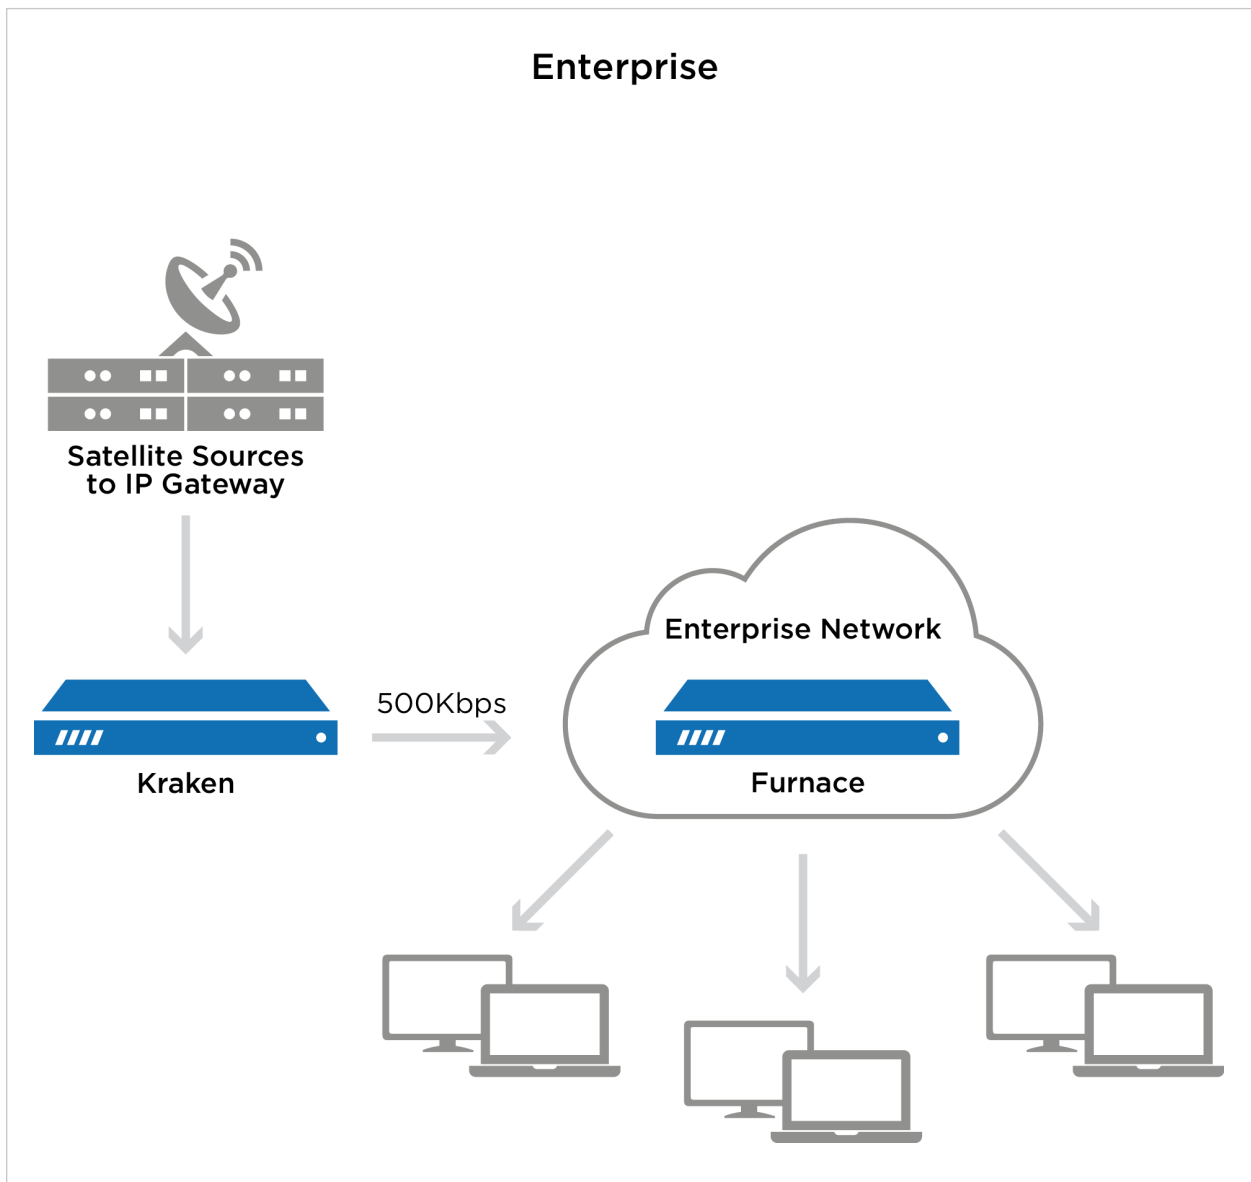 Enterprise
Satellite Sources
to IP Gateway
Enterprise Network
500Kbps
Kraken
Furnace